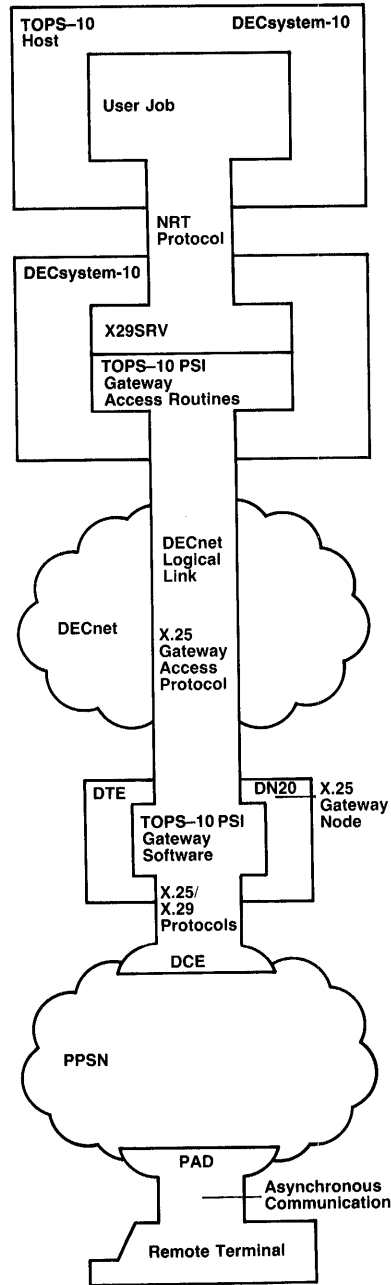 TOPS–10
Host
DECsystem-10
User Job
NRT
Protocol
DECsystem-10
X29SRV
TOPS–10 PSI
Gateway
Access Routines
DECnet
Logical
Link
DECnet
X.25
Gateway
Access
Protocol
DTE
DN20
X.25
Gateway
Node
TOPS–10 PSI
Gateway
Software
X.25/
X.29
Protocols
DCE
PPSN
PAD
Asynchronous
Communication
Remote Terminal